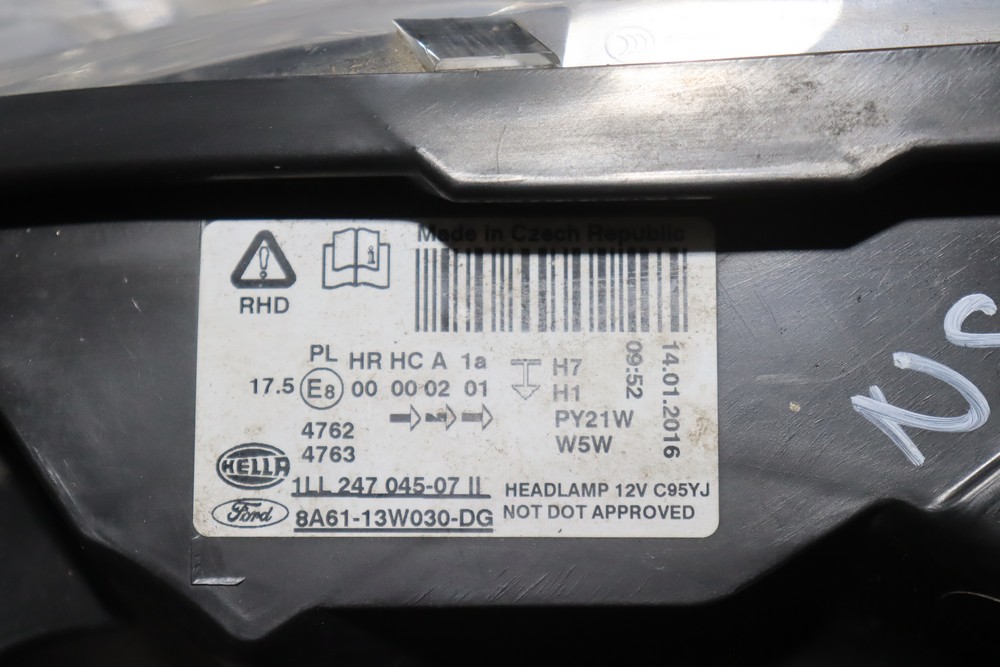 Made in Czech Republic
RHD
PL HR HC A 1a
17.5 E8 00 00 02 01
4762
4763
H7
H1
PY21W
W5W
09:52
14.01.2016
HELLA
1LL 247 045-07 II
Ford
8A61-13W030-DG
HEADLAMP 12V C95YJ
NOT DOT APPROVED